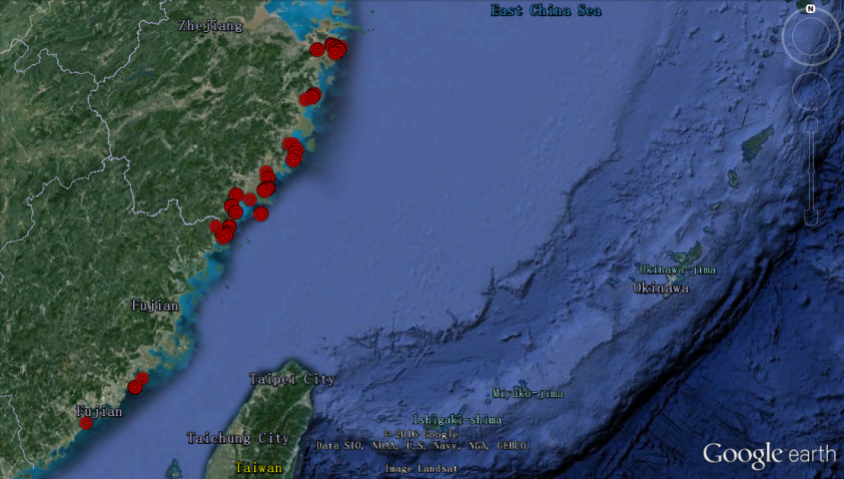 East China Sea
N
Zhejiang
Okinawa-jima
Okinawa
Fujian
Taipei City
Miyako-jima
Fujian
Ishigaki-shima
Taichung City
© 2016 Google
Data SIO, NOAA, U.S. Navy, NGA, GEBCO
Google earth
Taiwan
Image Landsat